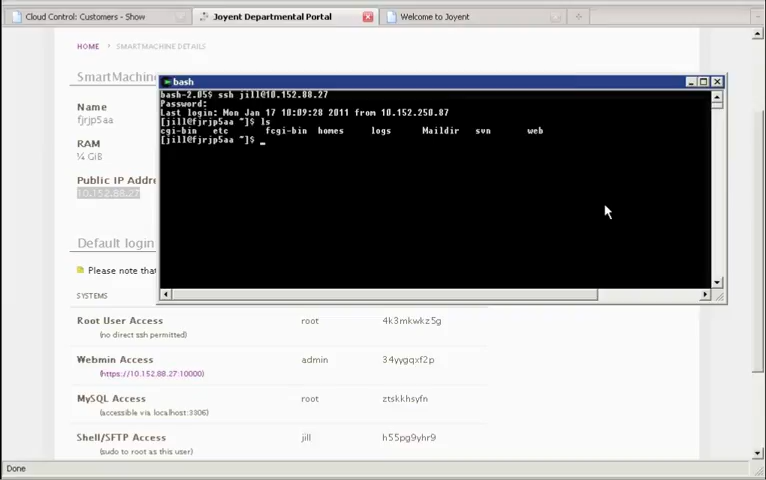 Cloud Control: Customers - Show
Joyent Departmental Portal
Welcome to Joyent
HOME › SMARTMACHINE DETAILS
SmartMachine
bash
bash-2.05$ ssh jill@10.152.88.27
Password:
Last login: Mon Jan 17 10:09:28 2011 from 10.152.250.87
[jill@fjrjp5aa ~]$ ls
cgi-bin etc fcgi-bin homes logs Maildir svn web
[jill@fjrjp5aa ~]$ _
Name
fjrjp5aa
RAM
¼ GiB
Public IP Addre
10.152.88.27
Default login
Please note that
SYSTEMS
Root User Access root 4k3mkwkz5g
(no direct ssh permitted)
Webmin Access admin 34yygqxf2p
(https://10.152.88.27:10000)
MySQL Access root ztskkhsyfn
(accessible via localhost:3306)
Shell/SFTP Access jill h55pg9yhr9
(sudo to root as this user)
Done